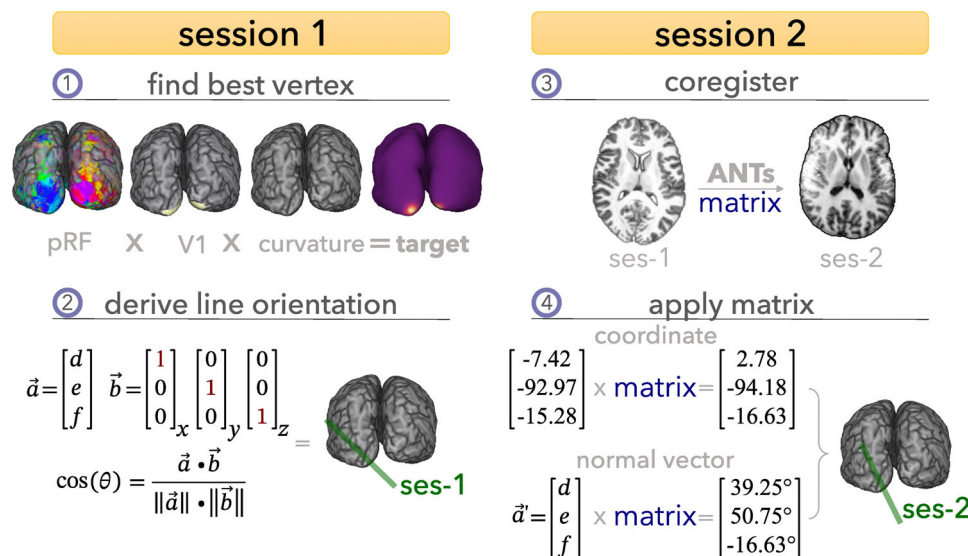 session 1
1 find best vertex
pRF X V1 X curvature = target
2 derive line orientation
a⃗ = [d e f] b⃗ = [1 0 0]x [0 1 0]y [0 0 1]z =
cos(θ) = a⃗ • b⃗ / ‖a⃗‖ • ‖b⃗‖
ses-1
session 2
3 coregister
ANTs
matrix
ses-1 ses-2
4 apply matrix
coordinate
[-7.42 -92.97 -15.28] x matrix = [2.78 -94.18 -16.63]
normal vector
a⃗' = [d e f] x matrix = [39.25° 50.75° -16.63°]
ses-2